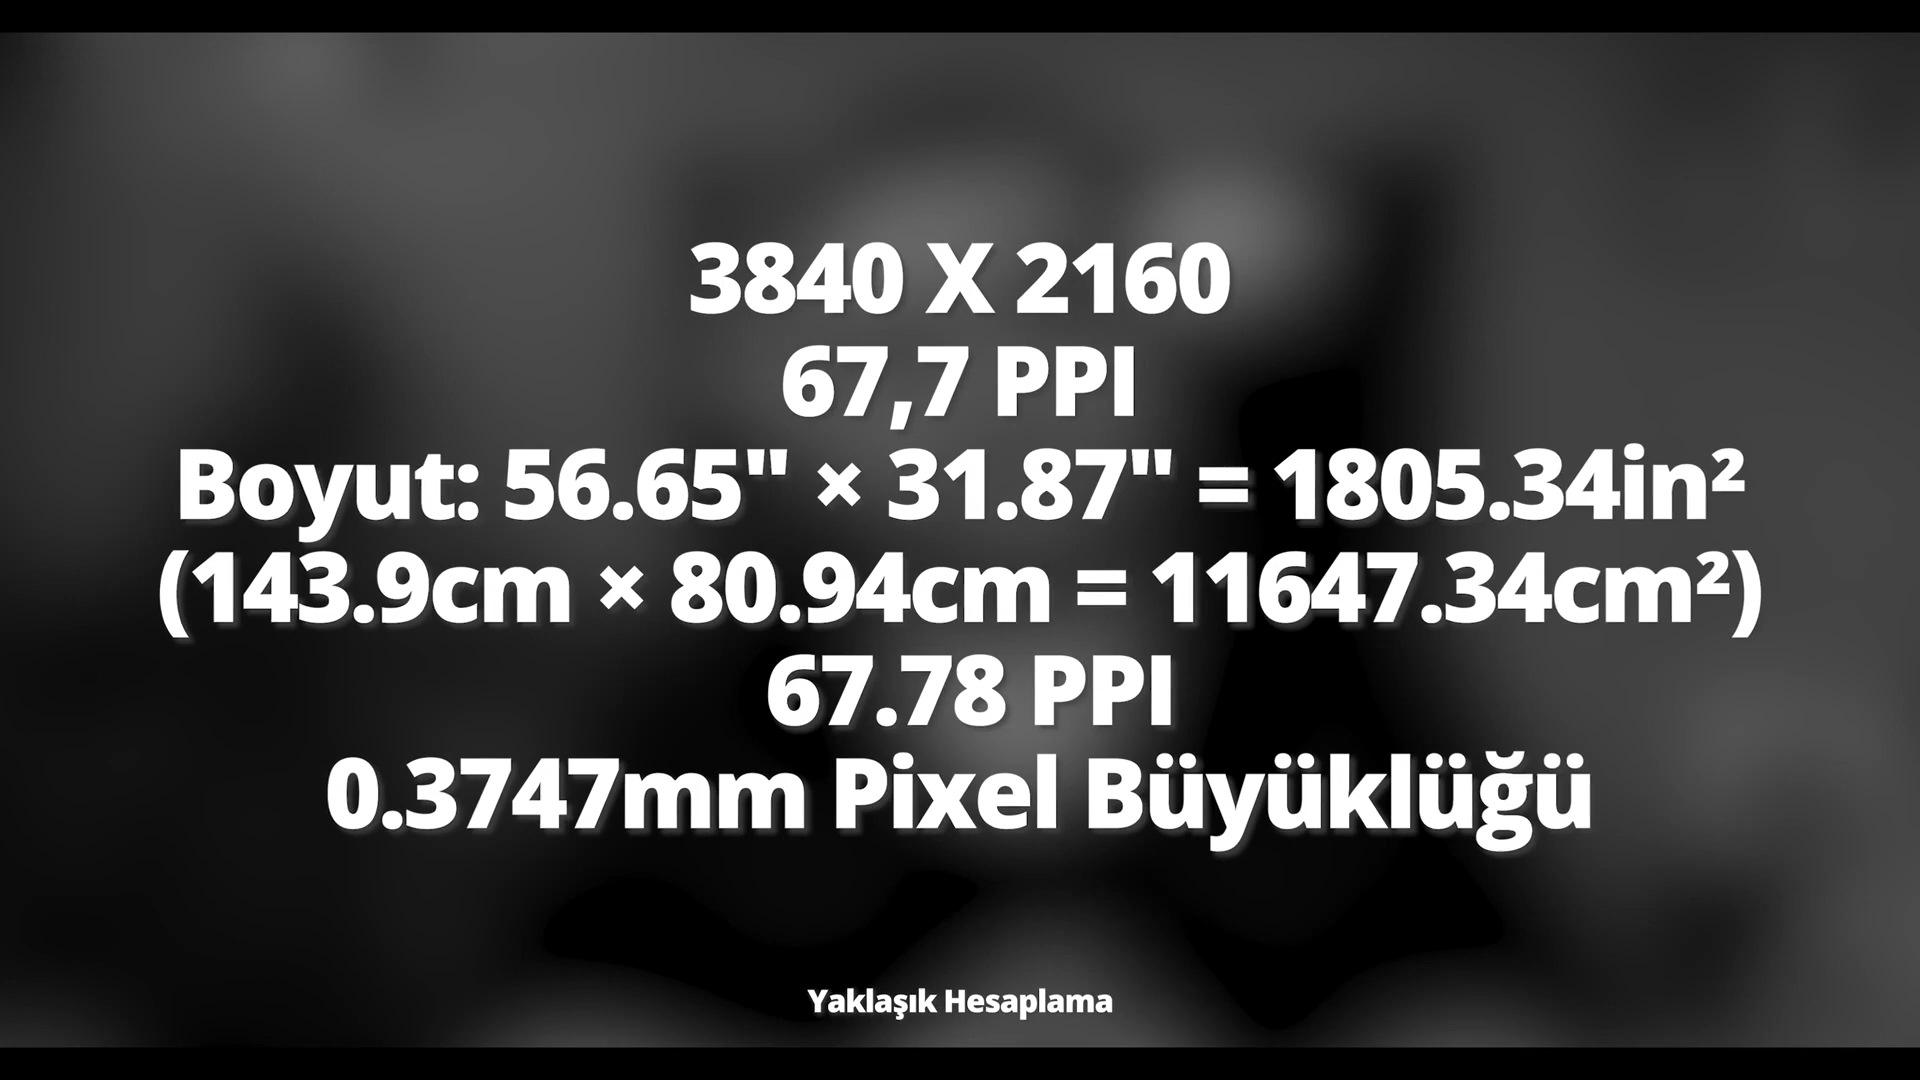 3840 X 2160
67,7 PPI
Boyut: 56.65" × 31.87" = 1805.34in²
(143.9cm × 80.94cm = 11647.34cm²)
67.78 PPI
0.3747mm Pixel Büyüklüğü
Yaklaşık Hesaplama